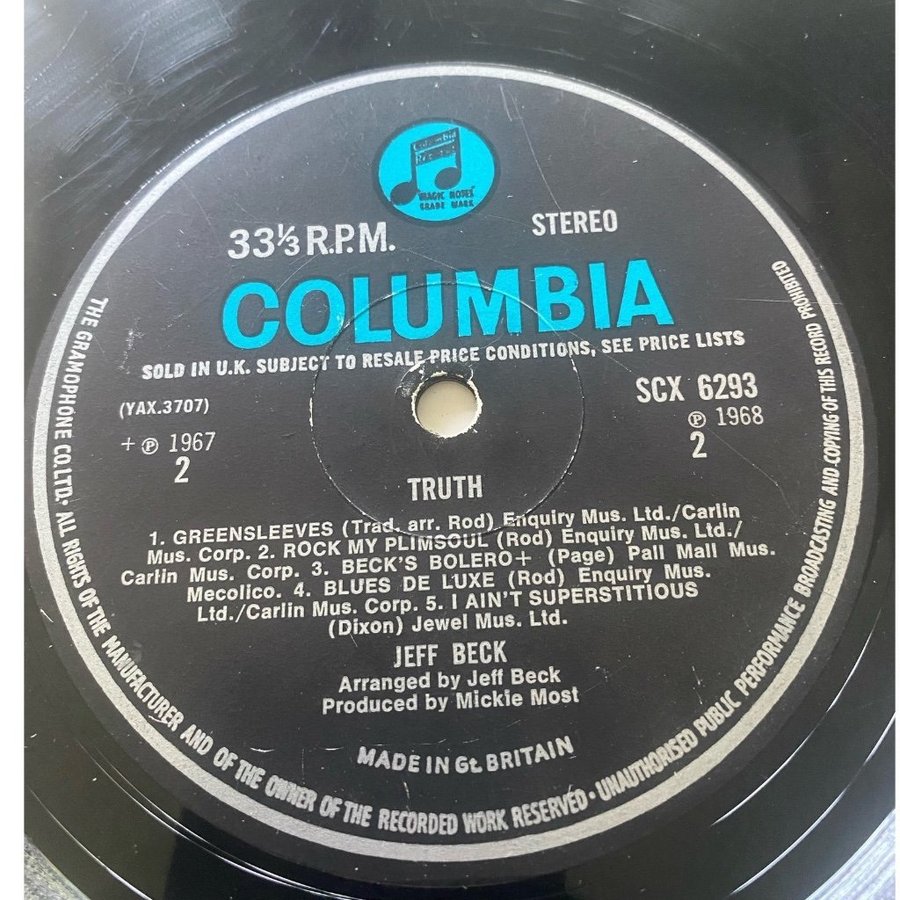 Columbia
Records
"MAGIC NOTES"
TRADE MARK
33⅓ R.P.M.
STEREO
COLUMBIA
SOLD IN U.K. SUBJECT TO RESALE PRICE CONDITIONS, SEE PRICE LISTS
(YAX.3707)
SCX 6293
+ ℗ 1967
℗ 1968
2
2
TRUTH
1. GREENSLEEVES (Trad. arr. Rod) Enquiry Mus. Ltd./Carlin
Mus. Corp. 2. ROCK MY PLIMSOUL (Rod) Enquiry Mus. Ltd./
Carlin Mus. Corp. 3. BECK'S BOLERO+ (Page) Pall Mall Mus.
Mecolico. 4. BLUES DE LUXE (Rod) Enquiry Mus.
Ltd./Carlin Mus. Corp. 5. I AIN'T SUPERSTITIOUS
(Dixon) Jewel Mus. Ltd.
JEFF BECK
Arranged by Jeff Beck
Produced by Mickie Most
MADE IN Gt. BRITAIN
THE GRAMOPHONE CO. LTD. • ALL RIGHTS OF THE MANUFACTURER AND OF THE OWNER OF THE RECORDED WORK RESERVED • UNAUTHORISED PUBLIC PERFORMANCE BROADCASTING AND COPYING OF THIS RECORD PROHIBITED